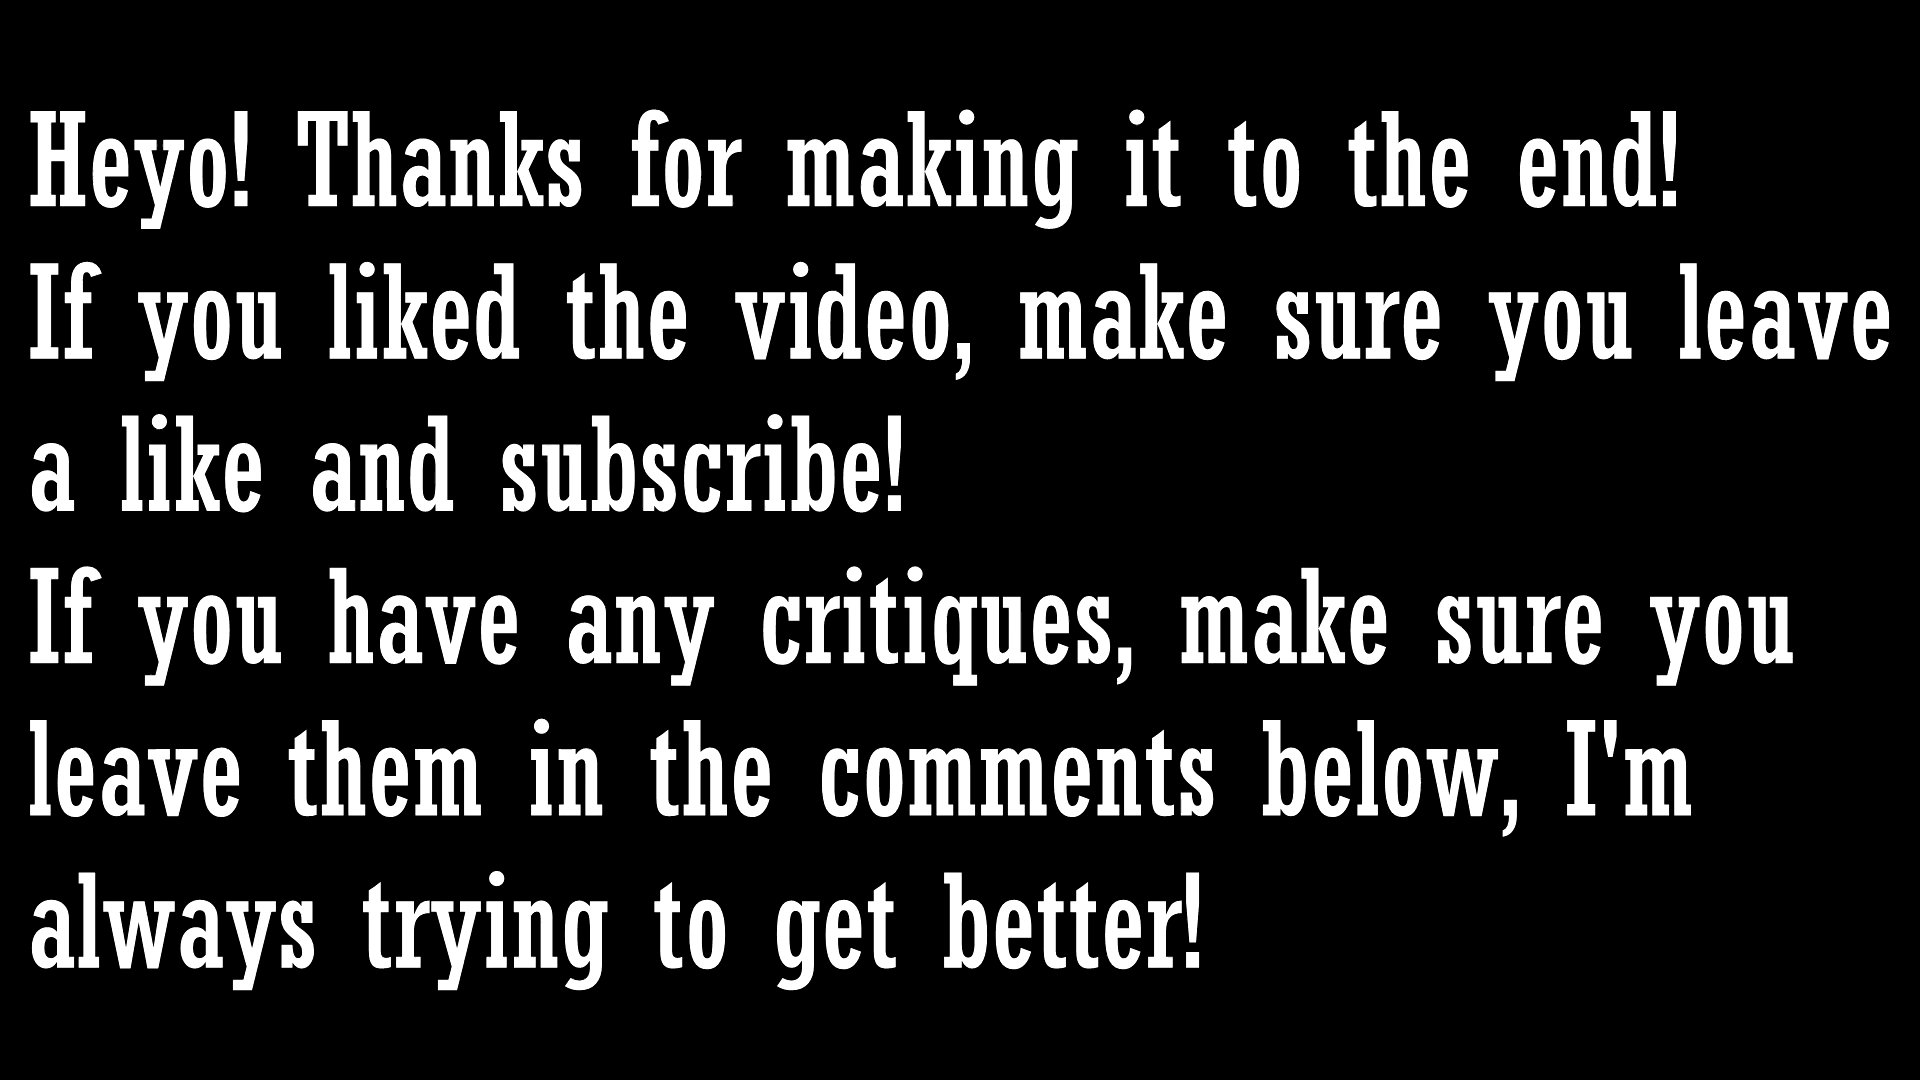 Heyo! Thanks for making it to the end!
If you liked the video, make sure you leave
a like and subscribe!
If you have any critiques, make sure you
leave them in the comments below, I'm
always trying to get better!